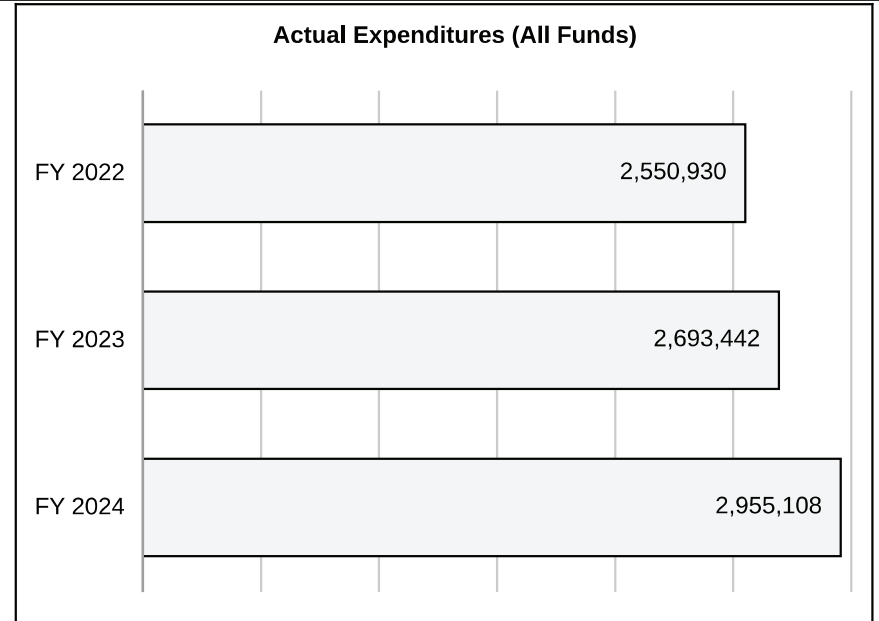 Actual Expenditures (All Funds)
FY 2022
2,550,930
FY 2023
2,693,442
FY 2024
2,955,108